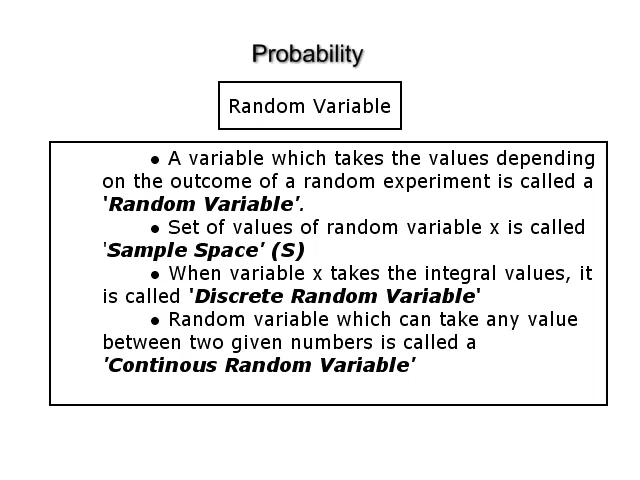 Probability
Random Variable
● A variable which takes the values depending
on the outcome of a random experiment is called a
'Random Variable'.
● Set of values of random variable x is called
'Sample Space' (S)
● When variable x takes the integral values, it
is called 'Discrete Random Variable'
● Random variable which can take any value
between two given numbers is called a
'Continous Random Variable'